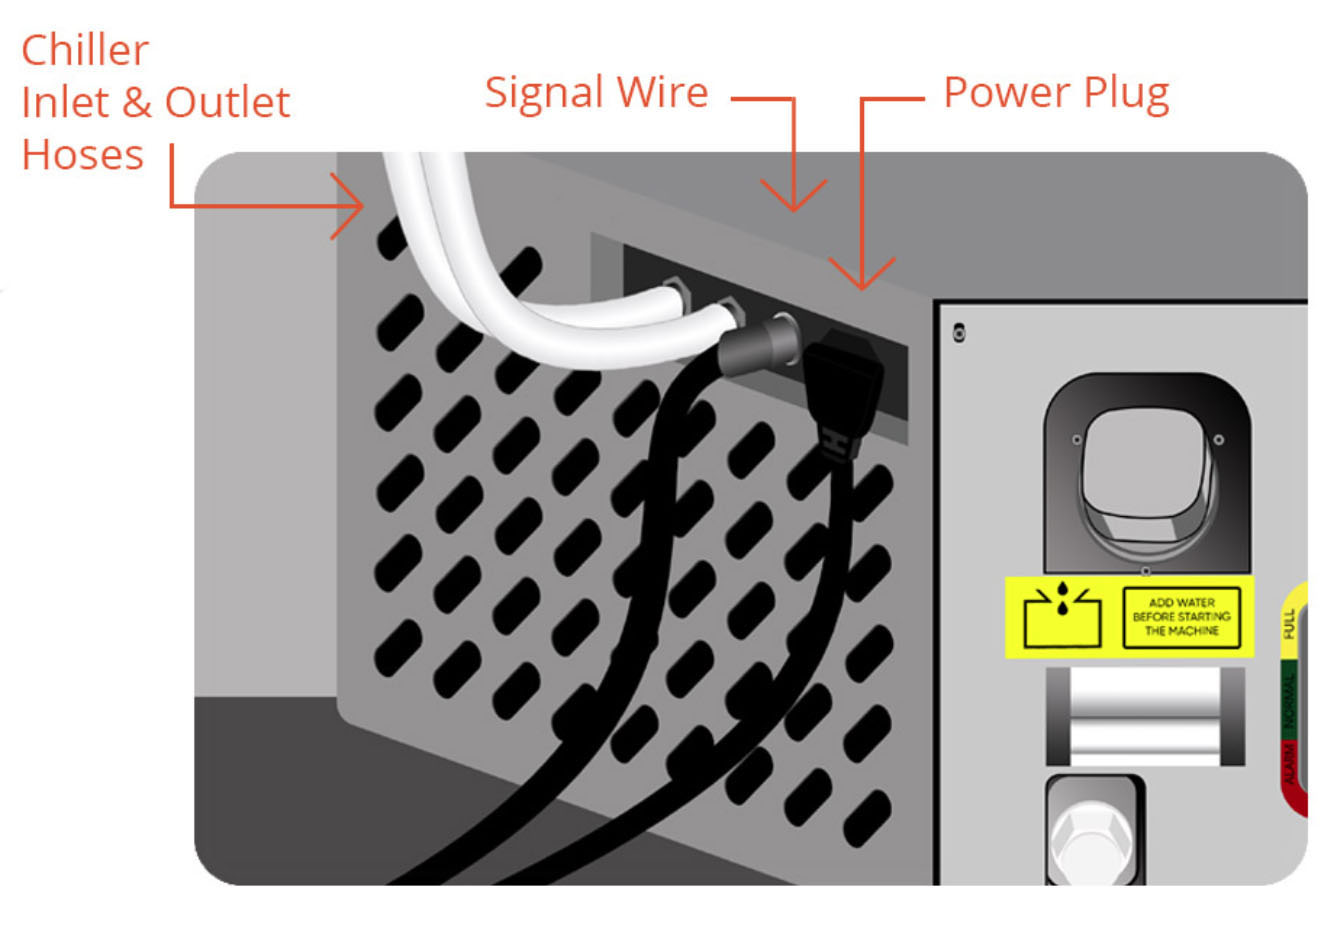 Chiller
Inlet & Outlet
Hoses
Signal Wire
Power Plug
ADD WATER
BEFORE STARTING
THE MACHINE
FULL
NORMAL
ALARM